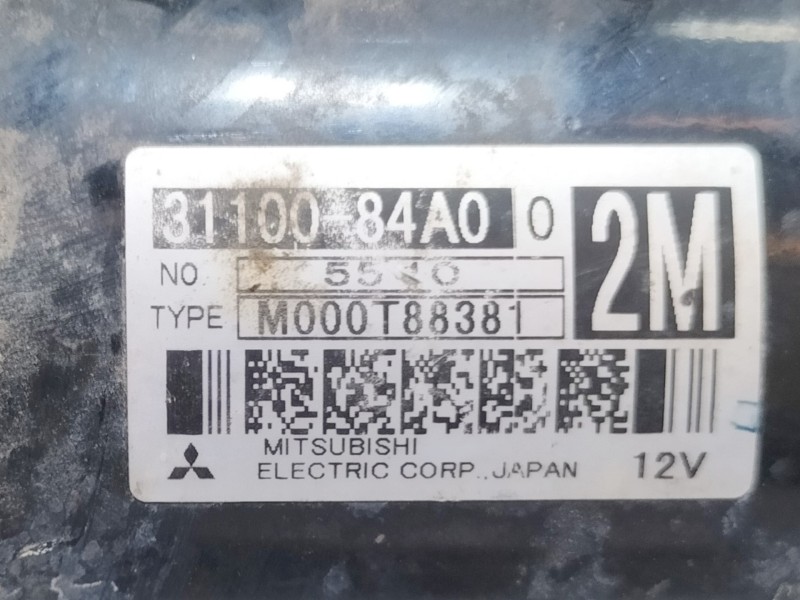 31100-84A0 0
2M
NO.
TYPE M000T88381
MITSUBISHI
ELECTRIC CORP., JAPAN
12V